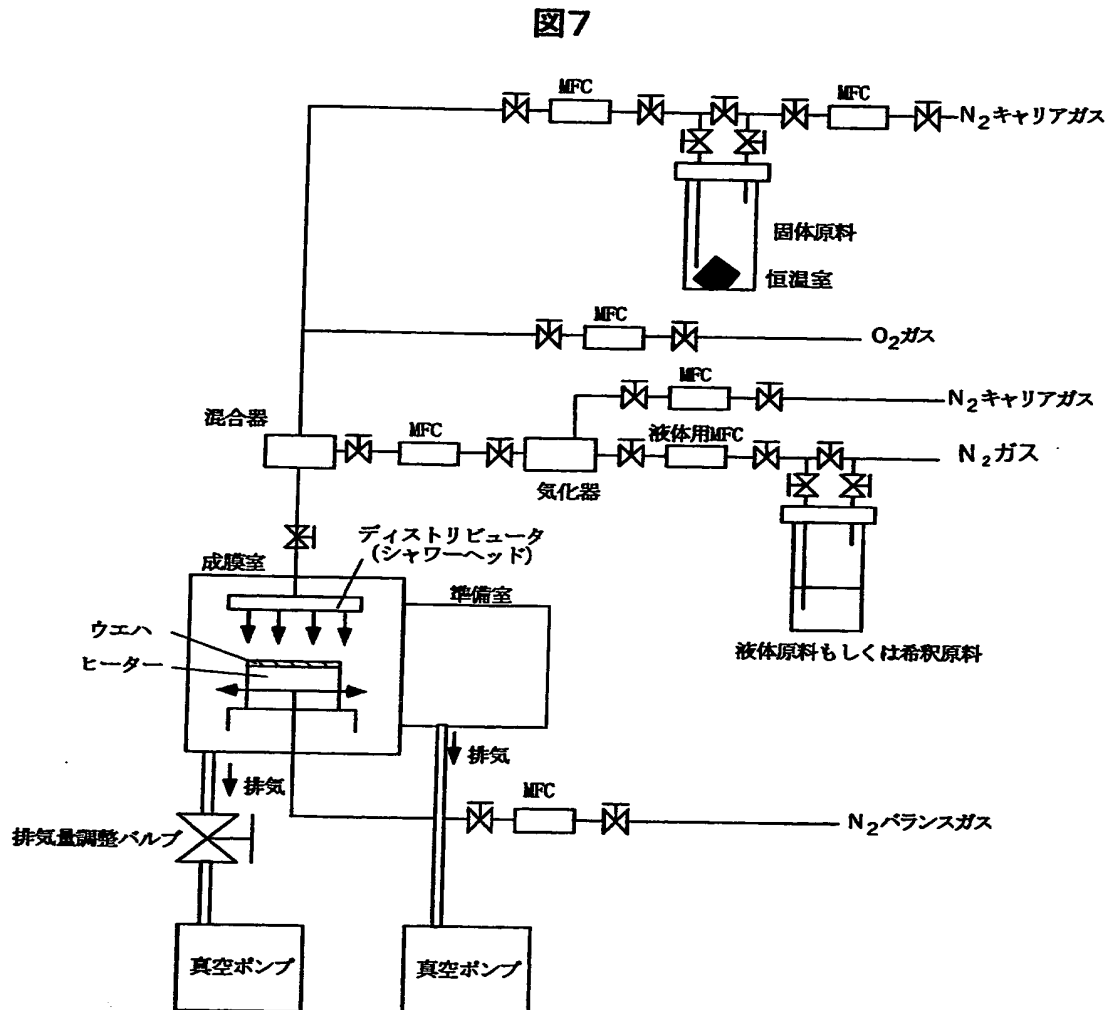 図7
MFC
MFC
N2キャリアガス
固体原料
恒温室
MFC
O2ガス
MFC
N2キャリアガス
混合器
MFC
液体用MFC
N2ガス
気化器
ディストリビュータ
(シャワーヘッド)
成膜室
準備室
ウエハ
ヒーター
液体原料もしくは希釈原料
排気
排気
MFC
N2バランスガス
排気量調整バルブ
真空ポンプ
真空ポンプ